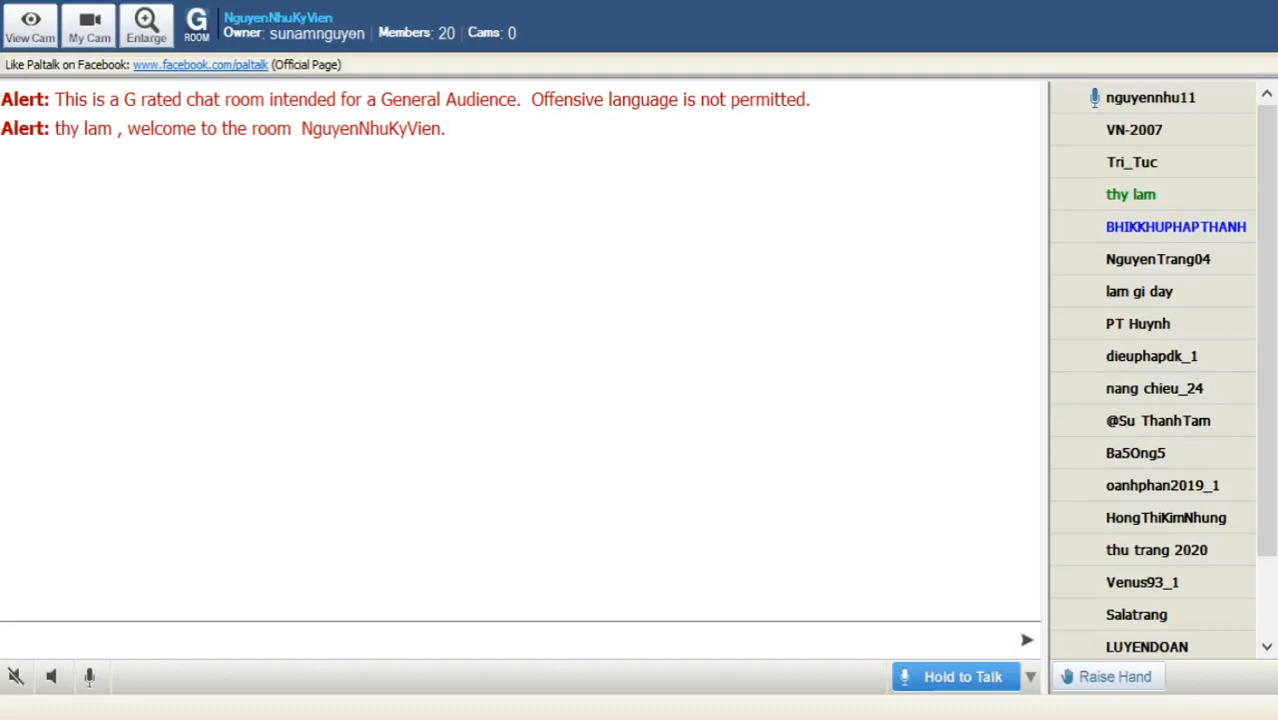 NguyenNhuKyVien
View Cam My Cam Enlarge G ROOM Owner: sunamnguyen Members: 20 Cams: 0
Like Paltalk on Facebook: www.facebook.com/paltalk (Official Page)
Alert: This is a G rated chat room intended for a General Audience. Offensive language is not permitted.
Alert: thy lam , welcome to the room NguyenNhuKyVien.
nguyennhu11
VN-2007
Tri_Tuc
thy lam
BHIKKHUPHAPTHANH
NguyenTrang04
lam gi day
PT Huynh
dieuphapdk_1
nang chieu_24
@Su ThanhTam
Ba5Ong5
oanhphan2019_1
HongThiKimNhung
thu trang 2020
Venus93_1
Salatrang
LUYENDOAN
Hold to Talk
Raise Hand